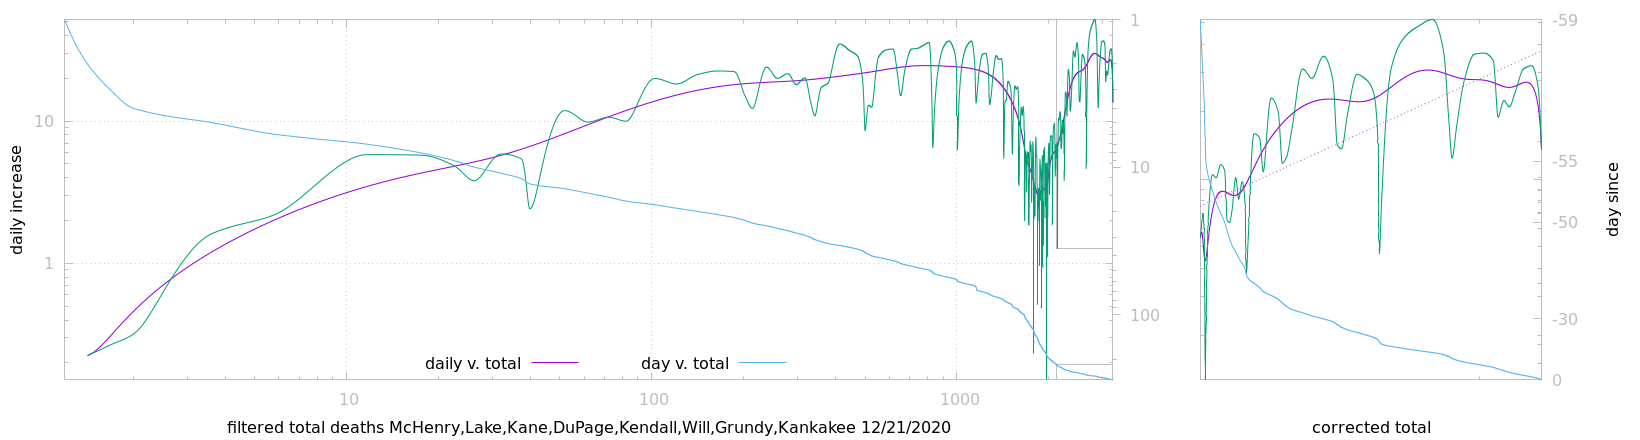 daily increase
10
1
daily v. total
day v. total
10
100
1000
1
10
100
filtered total deaths McHenry,Lake,Kane,DuPage,Kendall,Will,Grundy,Kankakee 12/21/2020
-59
-55
-50
-30
0
day since
corrected total